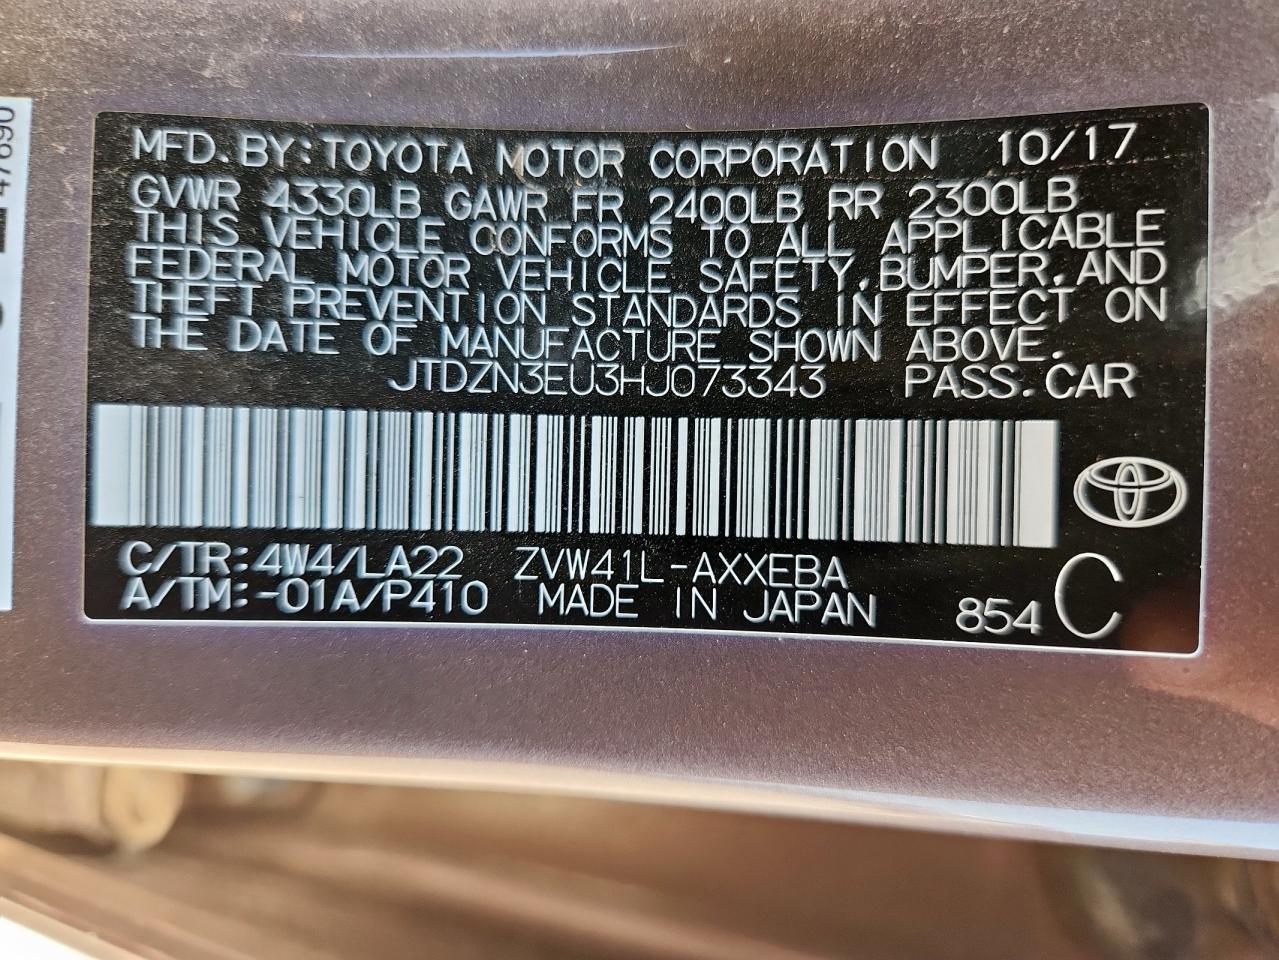 MFD.BY:TOYOTA MOTOR CORPORATION 10/17
GVWR 4330LB GAWR FR 2400LB RR 2300LB
THIS VEHICLE CONFORMS TO ALL APPLICABLE
FEDERAL MOTOR VEHICLE SAFETY,BUMPER,AND
THEFT PREVENTION STANDARDS IN EFFECT ON
THE DATE OF MANUFACTURE SHOWN ABOVE.
JTDZN3EU3HJ073343 PASS.CAR
C/TR:4W4/LA22 ZVW41L-AXXEBA
A/TM:-01A/P410 MADE IN JAPAN 854 C
47690